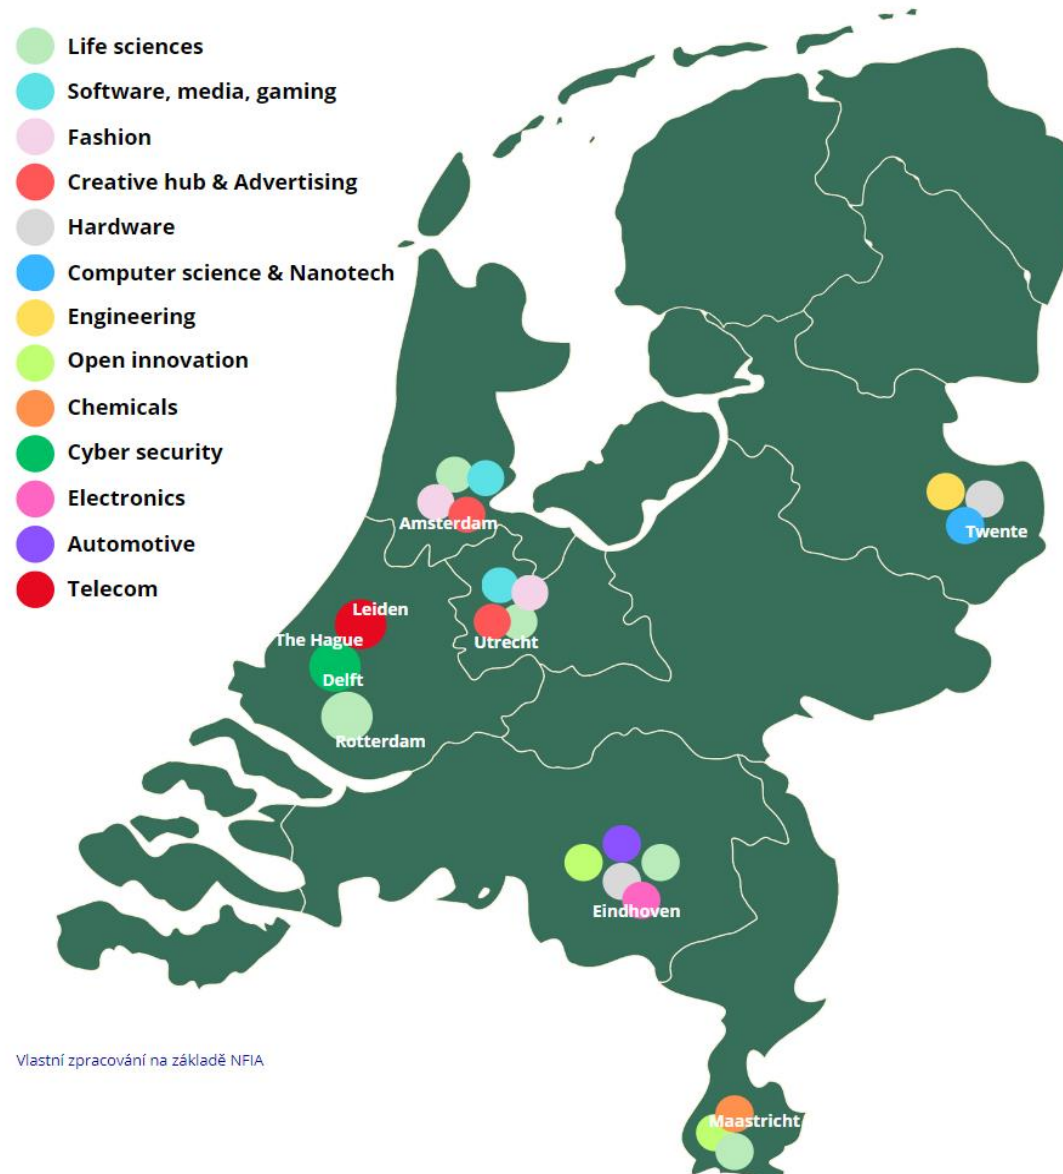 Life sciences
Software, media, gaming
Fashion
Creative hub & Advertising
Hardware
Computer science & Nanotech
Engineering
Open innovation
Chemicals
Cyber security
Electronics
Automotive
Telecom
Amsterdam
Twente
Leiden
The Hague
Utrecht
Delft
Rotterdam
Eindhoven
Vlastní zpracování na základě NFIA
Maastricht